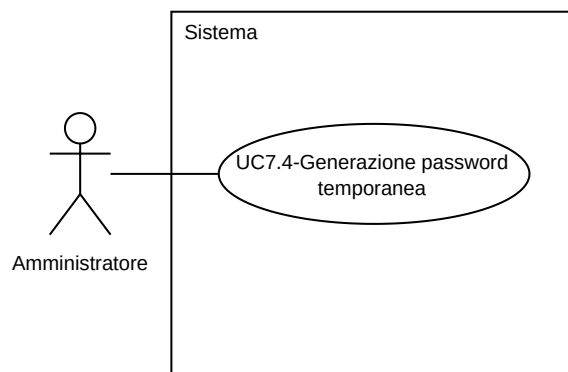 Sistema
UC7.4-Generazione password
temporanea
Amministratore